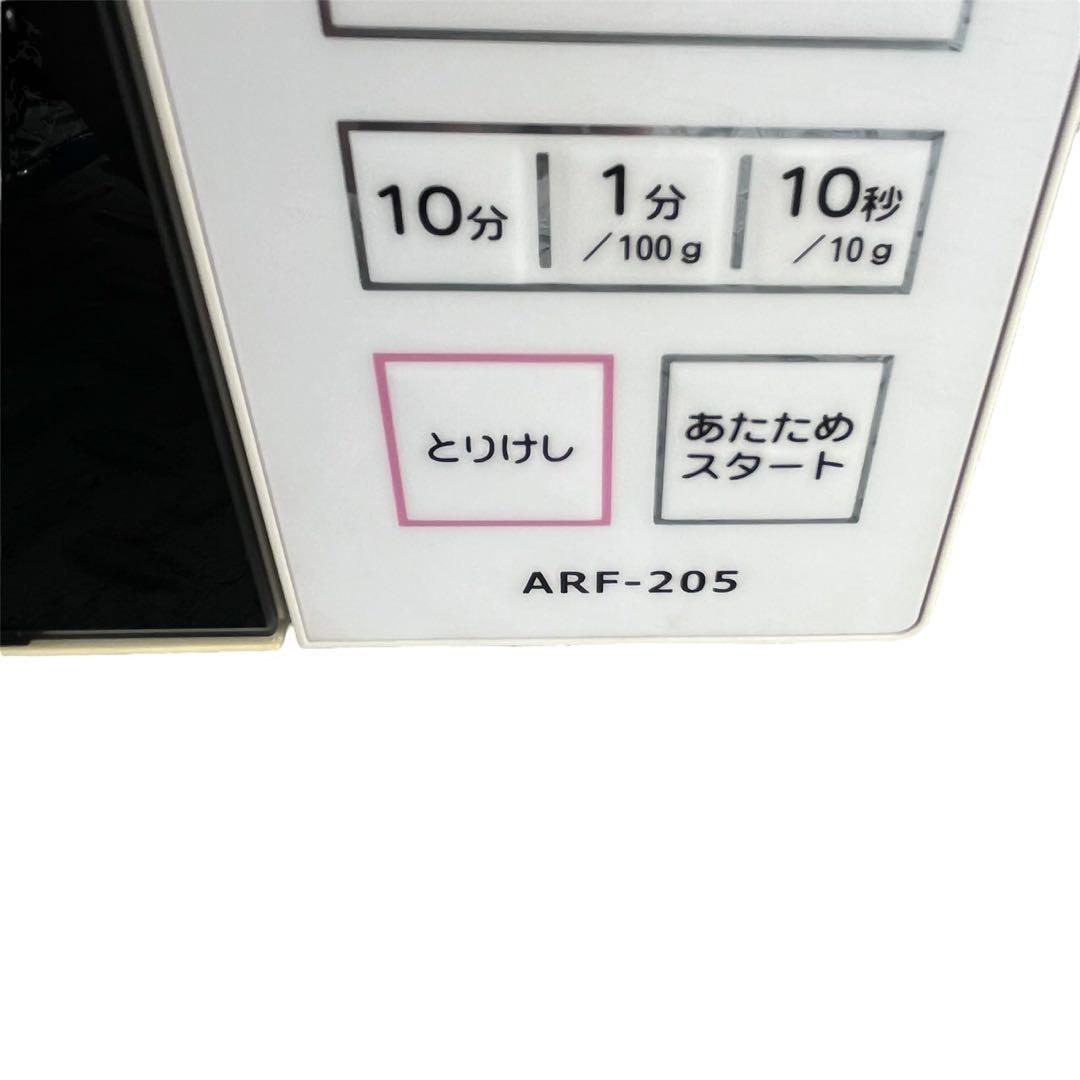 10分
1分
/100g
10秒
/10g
とりけし
あたため
スタート
ARF-205